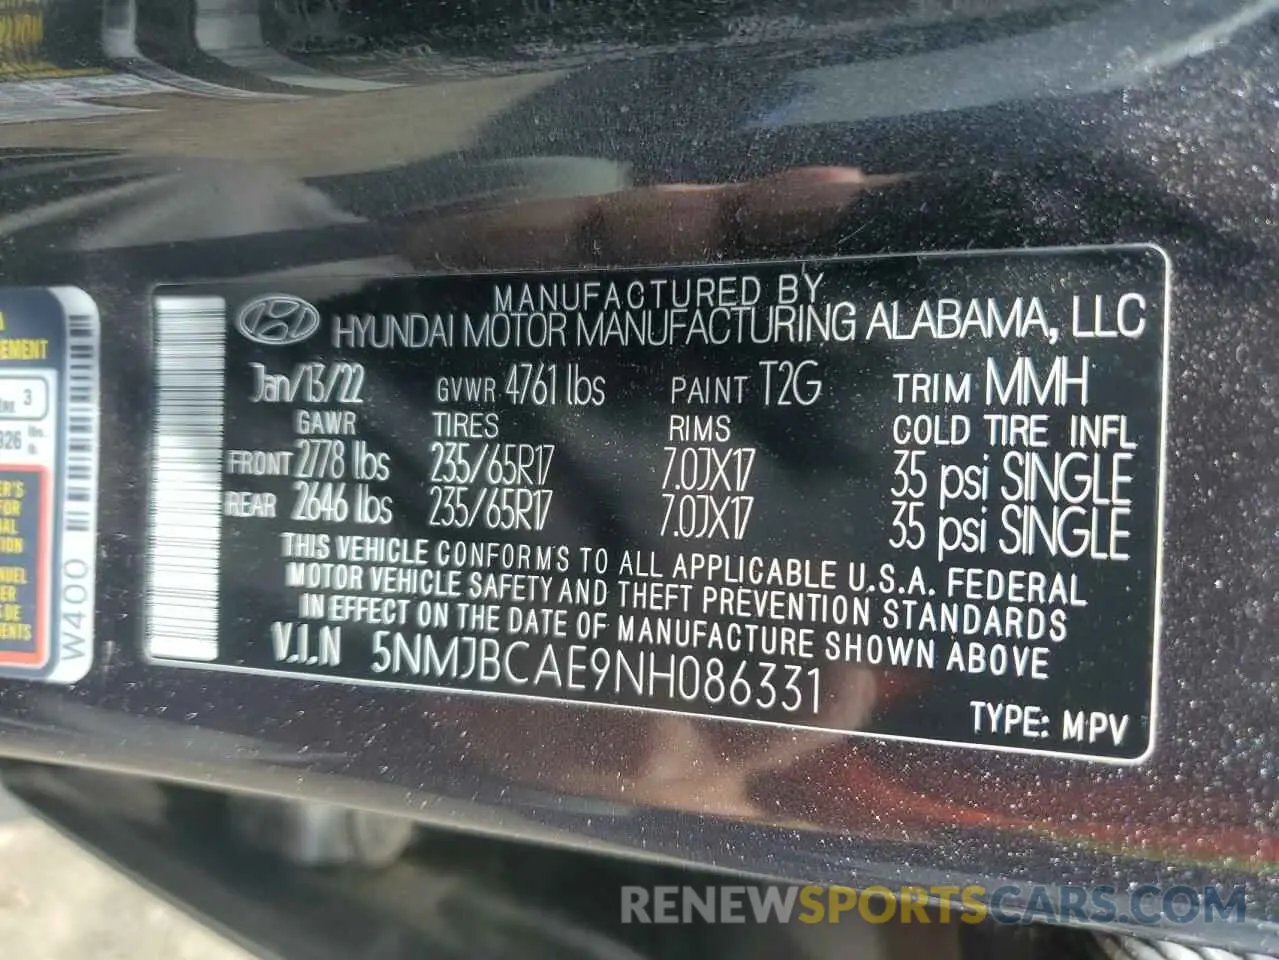 MANUFACTURED BY
HYUNDAI MOTOR MANUFACTURING ALABAMA, LLC
Jan/13/22 GVWR 4761 lbs PAINT T2G TRIM MMH
GAWR TIRES RIMS COLD TIRE INFL
FRONT 2778 lbs 235/65R17 7.0JX17 35 psi SINGLE
REAR 2646 lbs 235/65R17 7.0JX17 35 psi SINGLE
THIS VEHICLE CONFORMS TO ALL APPLICABLE U.S.A. FEDERAL
MOTOR VEHICLE SAFETY AND THEFT PREVENTION STANDARDS
IN EFFECT ON THE DATE OF MANUFACTURE SHOWN ABOVE
V.I.N 5NMJBCAE9NH086331
TYPE: MPV
W400
3
RENEWSPORTSCARS.COM